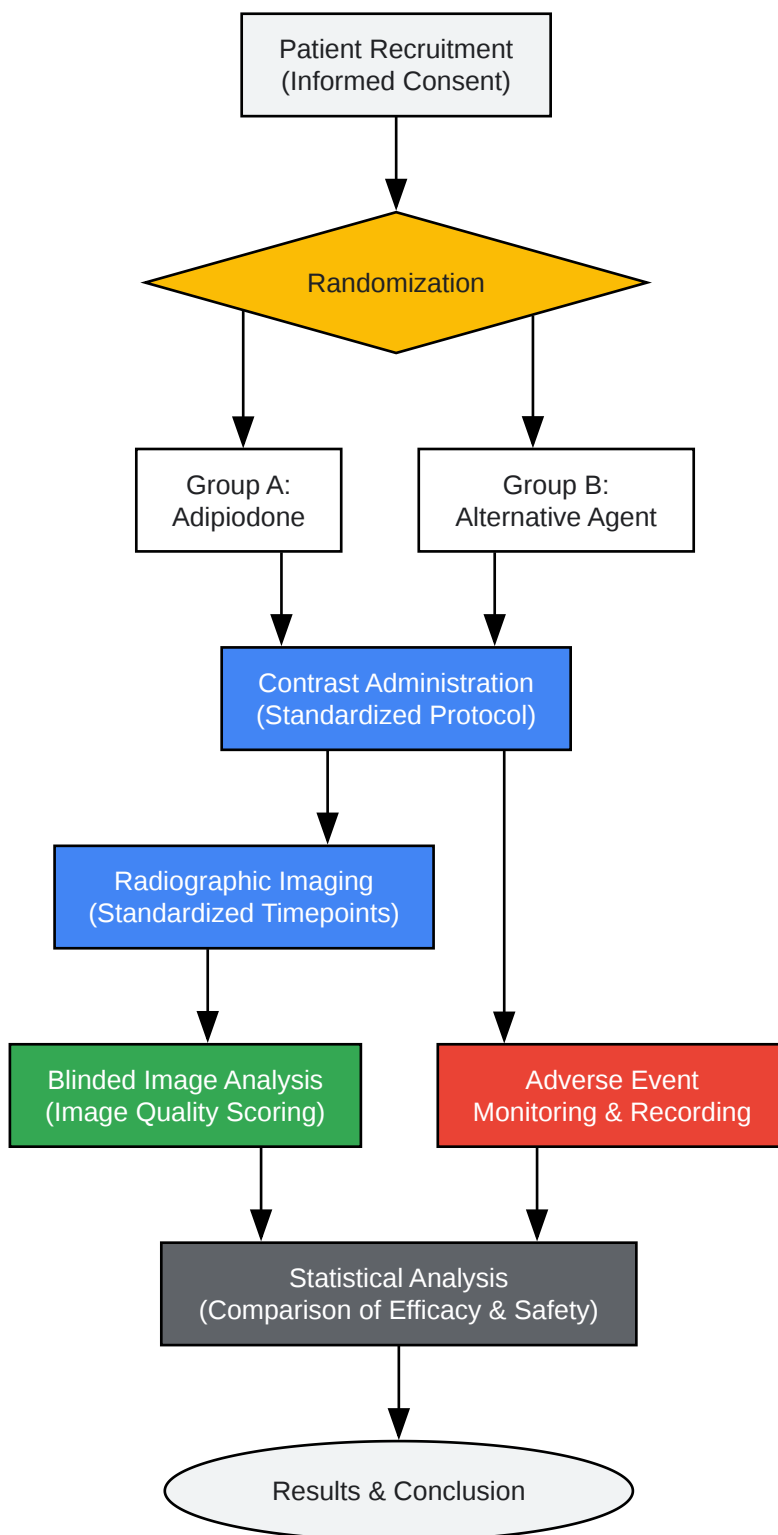 Patient Recruitment
(Informed Consent)
Randomization
Group A:
Adipiodone
Group B:
Alternative Agent
Contrast Administration
(Standardized Protocol)
Radiographic Imaging
(Standardized Timepoints)
Blinded Image Analysis
(Image Quality Scoring)
Adverse Event
Monitoring & Recording
Statistical Analysis
(Comparison of Efficacy & Safety)
Results & Conclusion